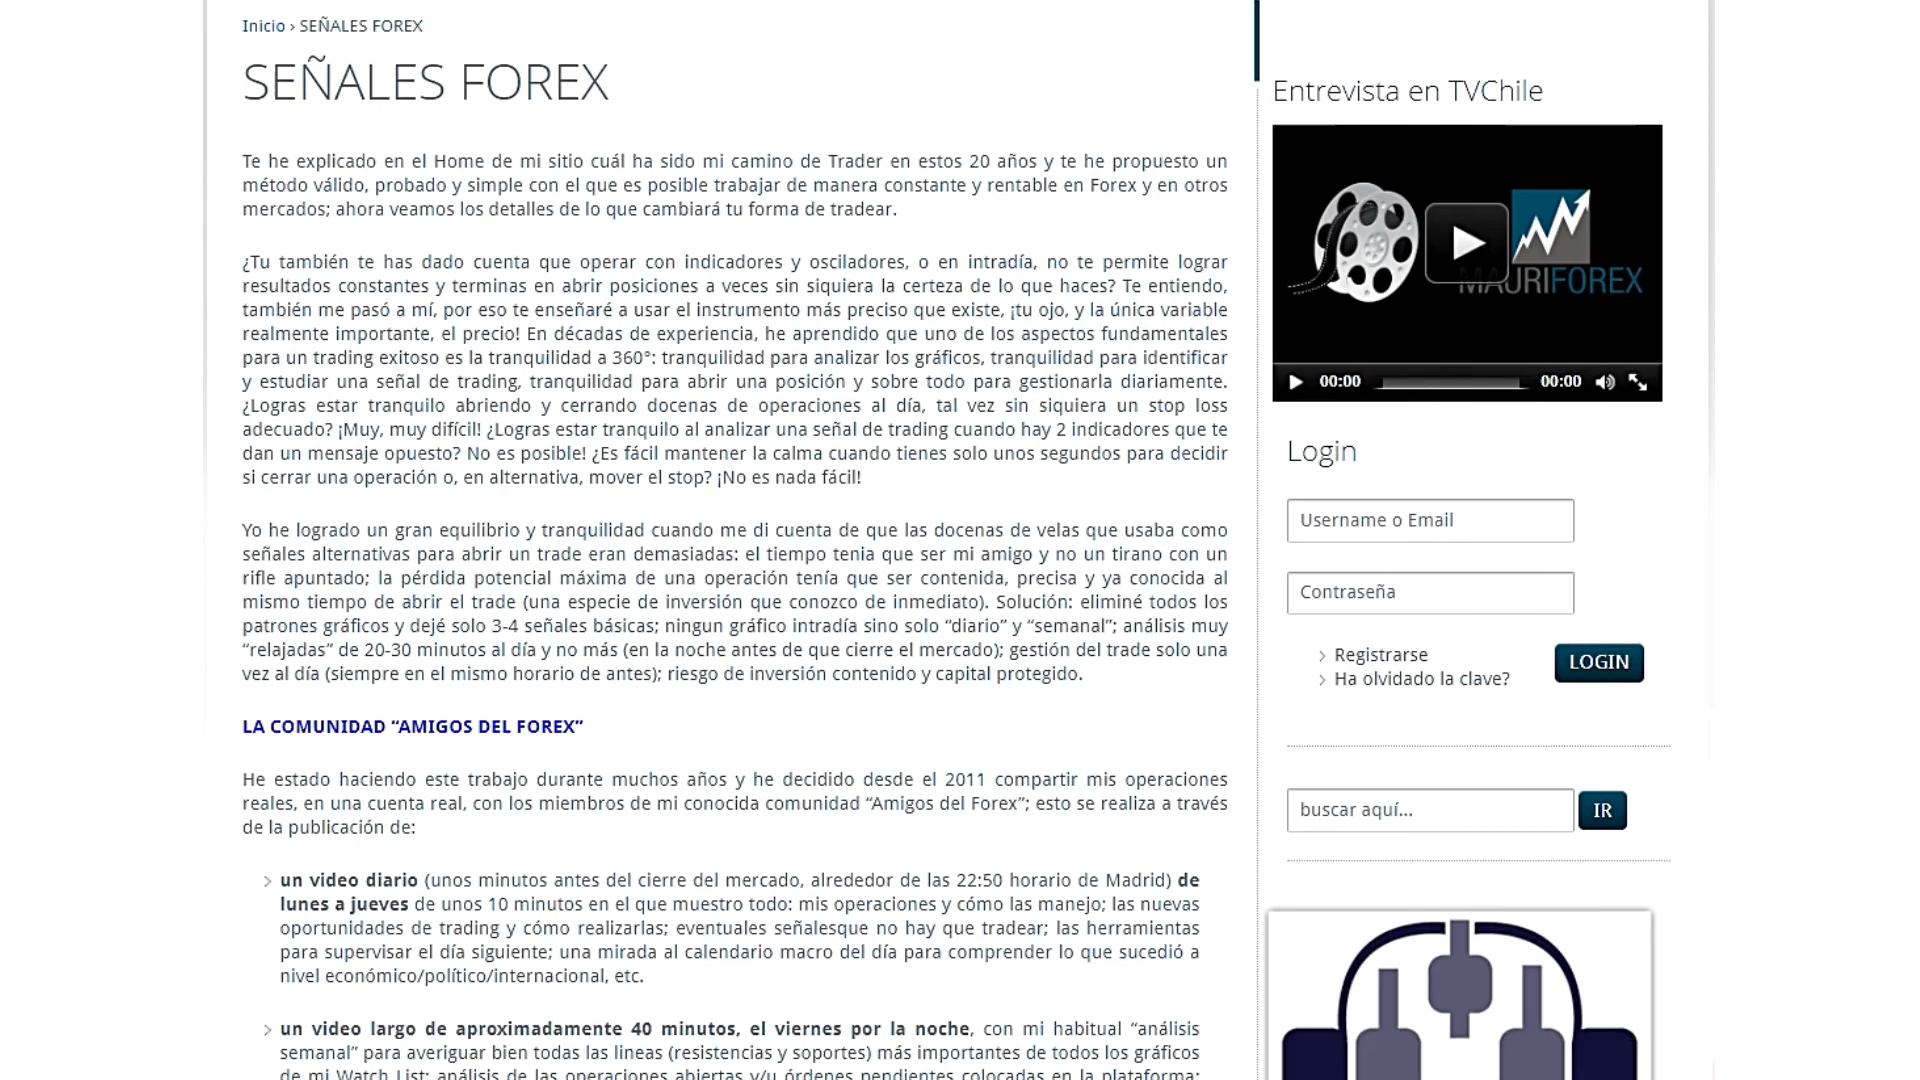 Inicio › SEÑALES FOREX
SEÑALES FOREX
Te he explicado en el Home de mi sitio cuál ha sido mi camino de Trader en estos 20 años y te he propuesto un
método válido, probado y simple con el que es posible trabajar de manera constante y rentable en Forex y en otros
mercados; ahora veamos los detalles de lo que cambiará tu forma de tradear.
¿Tu también te has dado cuenta que operar con indicadores y osciladores, o en intradía, no te permite lograr
resultados constantes y terminas en abrir posiciones a veces sin siquiera la certeza de lo que haces? Te entiendo,
también me pasó a mí, por eso te enseñaré a usar el instrumento más preciso que existe, ¡tu ojo, y la única variable
realmente importante, el precio! En décadas de experiencia, he aprendido que uno de los aspectos fundamentales
para un trading exitoso es la tranquilidad a 360°: tranquilidad para analizar los gráficos, tranquilidad para identificar
y estudiar una señal de trading, tranquilidad para abrir una posición y sobre todo para gestionarla diariamente.
¿Logras estar tranquilo abriendo y cerrando docenas de operaciones al día, tal vez sin siquiera un stop loss
adecuado? ¡Muy, muy difícil! ¿Logras estar tranquilo al analizar una señal de trading cuando hay 2 indicadores que te
dan un mensaje opuesto? No es posible! ¿Es fácil mantener la calma cuando tienes solo unos segundos para decidir
si cerrar una operación o, en alternativa, mover el stop? ¡No es nada fácil!
Yo he logrado un gran equilibrio y tranquilidad cuando me di cuenta de que las docenas de velas que usaba como
señales alternativas para abrir un trade eran demasiadas: el tiempo tenia que ser mi amigo y no un tirano con un
rifle apuntado; la pérdida potencial máxima de una operación tenía que ser contenida, precisa y ya conocida al
mismo tiempo de abrir el trade (una especie de inversión que conozco de inmediato). Solución: eliminé todos los
patrones gráficos y dejé solo 3-4 señales básicas; ningun gráfico intradía sino solo “diario” y “semanal”; análisis muy
“relajadas” de 20-30 minutos al día y no más (en la noche antes de que cierre el mercado); gestión del trade solo una
vez al día (siempre en el mismo horario de antes); riesgo de inversión contenido y capital protegido.
LA COMUNIDAD “AMIGOS DEL FOREX”
He estado haciendo este trabajo durante muchos años y he decidido desde el 2011 compartir mis operaciones
reales, en una cuenta real, con los miembros de mi conocida comunidad “Amigos del Forex”; esto se realiza a través
de la publicación de:
un video diario (unos minutos antes del cierre del mercado, alrededor de las 22:50 horario de Madrid) de
lunes a jueves de unos 10 minutos en el que muestro todo: mis operaciones y cómo las manejo; las nuevas
oportunidades de trading y cómo realizarlas; eventuales señalesque no hay que tradear; las herramientas
para supervisar el día siguiente; una mirada al calendario macro del día para comprender lo que sucedió a
nivel económico/político/internacional, etc.
un video largo de aproximadamente 40 minutos, el viernes por la noche, con mi habitual “análisis
semanal” para averiguar bien todas las lineas (resistencias y soportes) más importantes de todos los gráficos
de mi Watch List; análisis de las operaciones abiertas y/u órdenes pendientes colocadas en la plataforma;
Entrevista en TVChile
MAURIFOREX
00:00 00:00
Login
Username o Email
Contraseña
Registrarse
Ha olvidado la clave?
LOGIN
buscar aquí...
IR